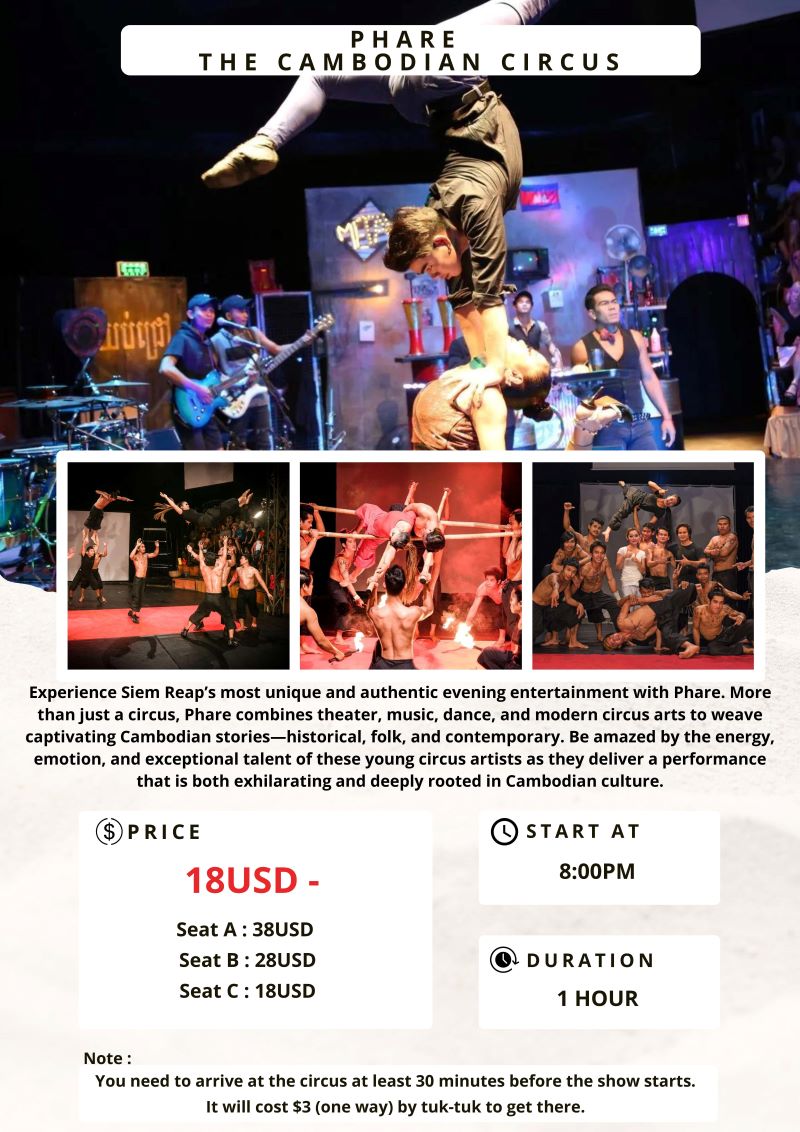 PHARE
THE CAMBODIAN CIRCUS
META
Experience Siem Reap’s most unique and authentic evening entertainment with Phare. More
than just a circus, Phare combines theater, music, dance, and modern circus arts to weave
captivating Cambodian stories—historical, folk, and contemporary. Be amazed by the energy,
emotion, and exceptional talent of these young circus artists as they deliver a performance
that is both exhilarating and deeply rooted in Cambodian culture.
PRICE
18USD -
Seat A : 38USD
Seat B : 28USD
Seat C : 18USD
START AT
8:00PM
DURATION
1 HOUR
Note :
You need to arrive at the circus at least 30 minutes before the show starts.
It will cost $3 (one way) by tuk-tuk to get there.